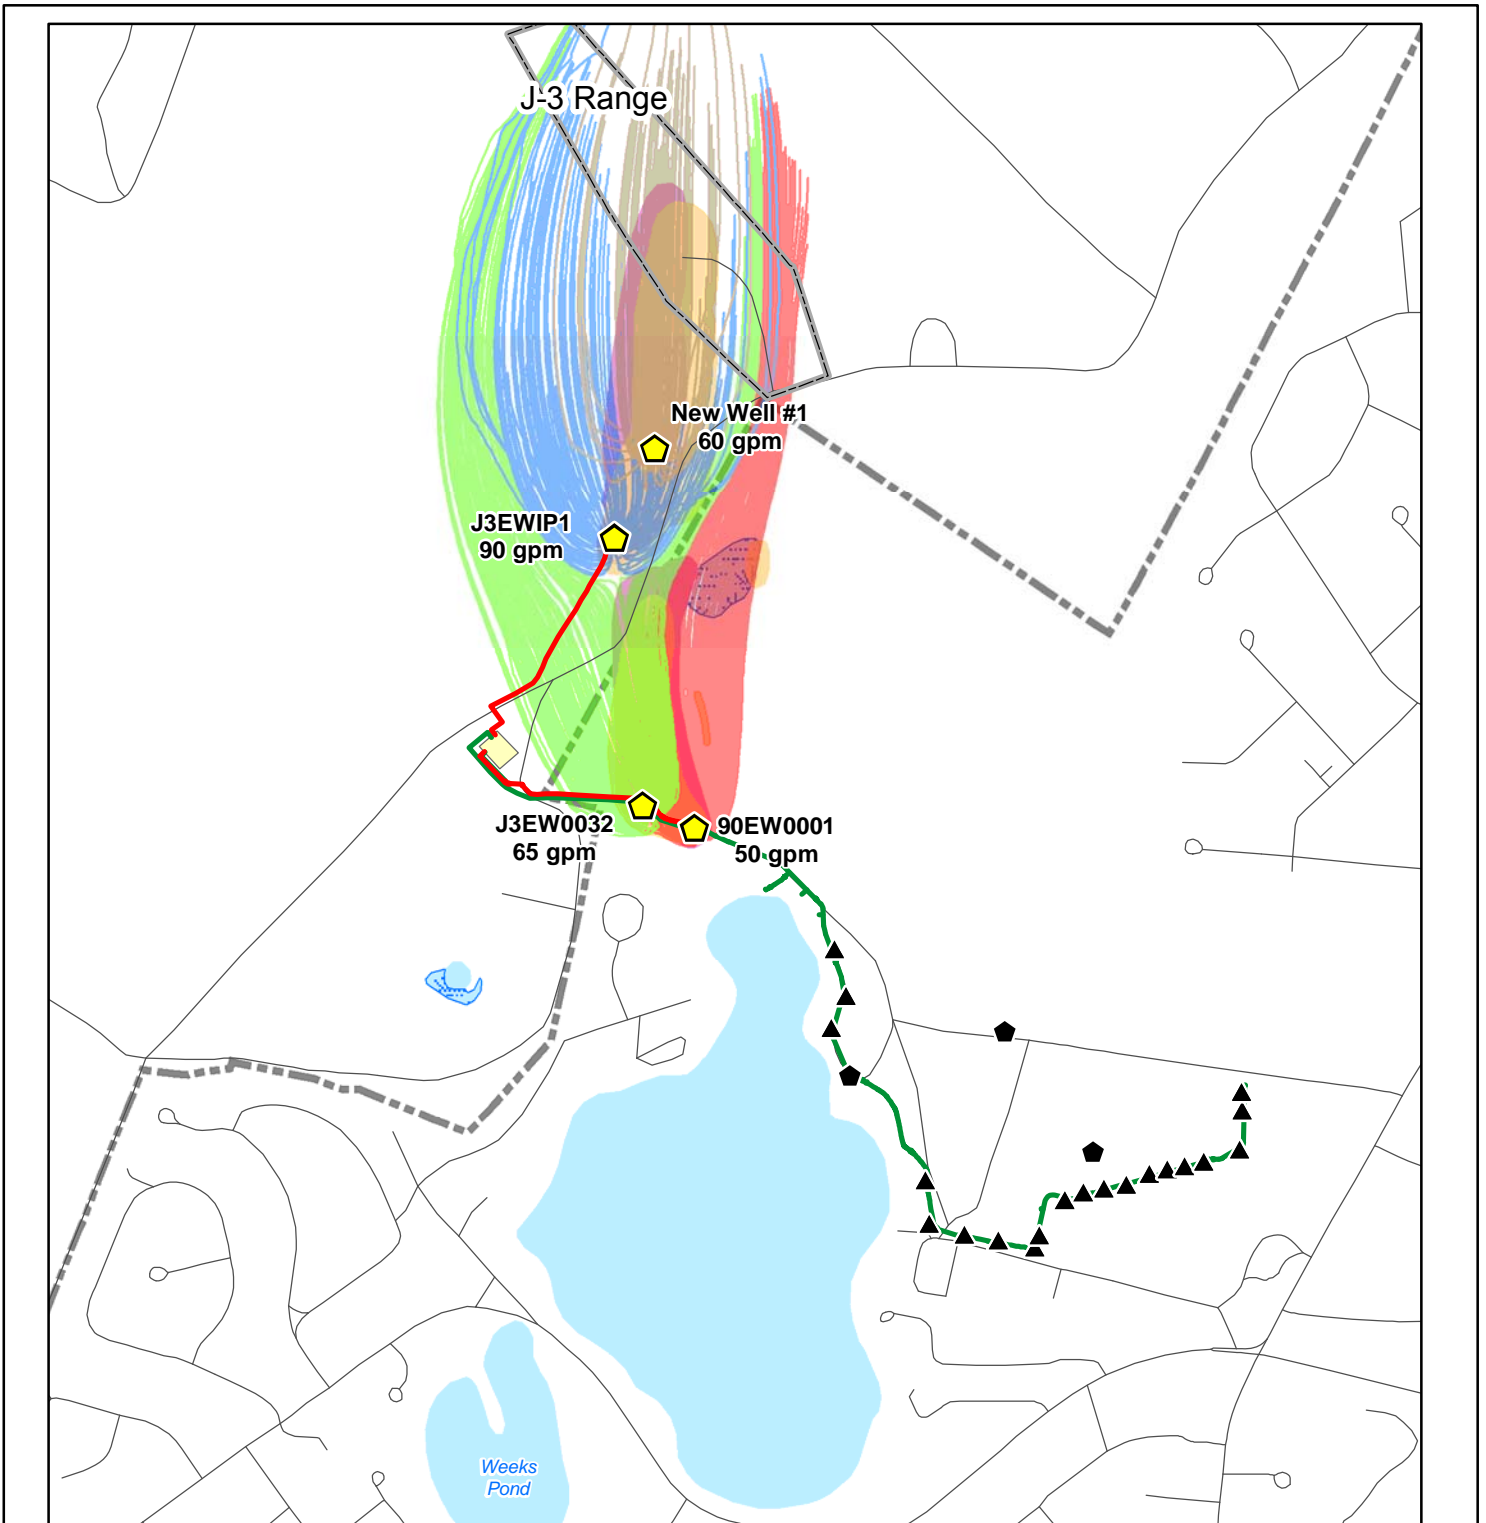 J-3 Range
New Well #1
60 gpm
J3EWIP1
90 gpm
J3EW0032
65 gpm
90EW0001
50 gpm
Weeks
Pond